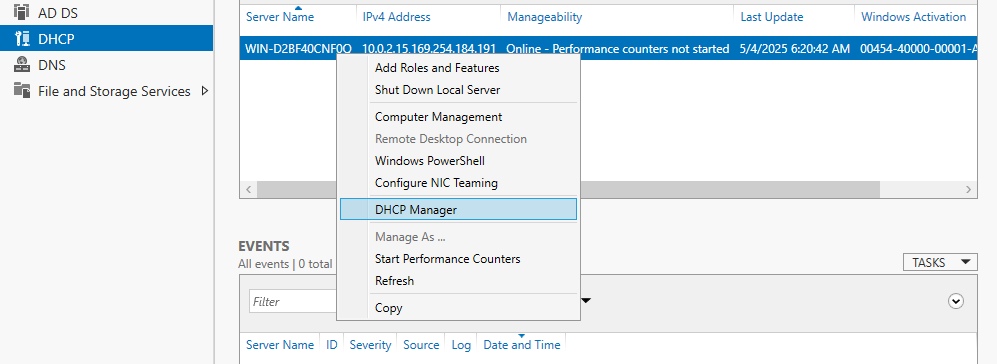 AD DS
DHCP
DNS
File and Storage Services
Server Name IPv4 Address Manageability Last Update Windows Activation
WIN-D2BF40CNF0O 10.0.2.15,169.254.184.191 Online - Performance counters not started 5/4/2025 6:20:42 AM 00454-40000-00001-A
Add Roles and Features
Shut Down Local Server
Computer Management
Remote Desktop Connection
Windows PowerShell
Configure NIC Teaming
DHCP Manager
Manage As ...
Start Performance Counters
Refresh
Copy
EVENTS
All events | 0 total
TASKS
Filter
Server Name ID Severity Source Log Date and Time